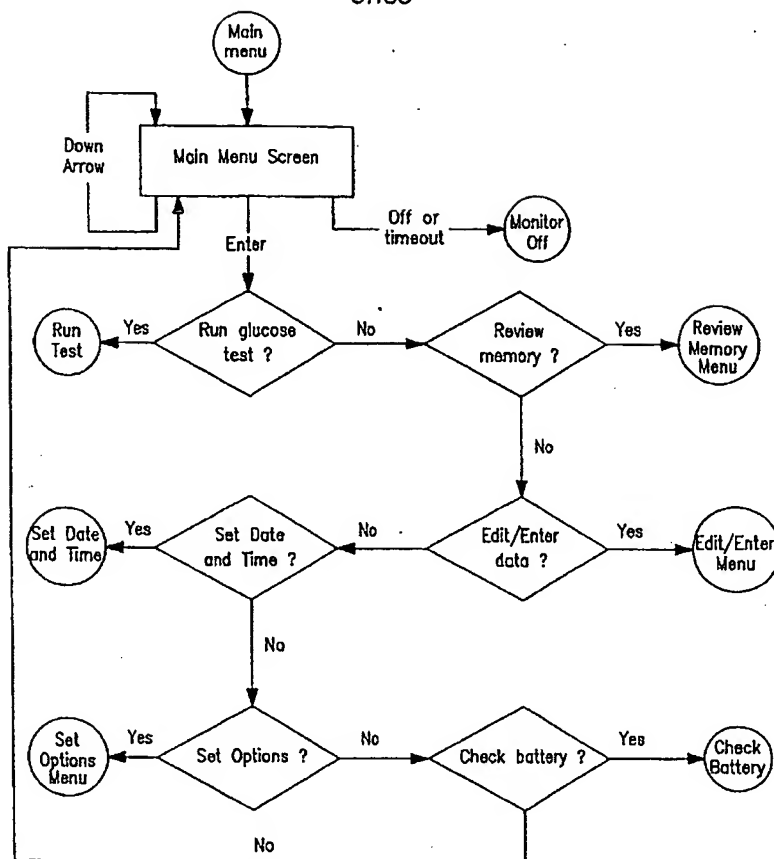 Main
menu
Down
Arrow
Main Menu Screen
Off or
timeout
Monitor
Off
Enter
Run
Test
Yes
Run glucose
test ?
No
Review
memory ?
Yes
Review
Memory
Menu
No
Set Date
and Time
Yes
Set Date
and Time ?
No
Edit/Enter
data ?
Yes
Edit/Enter
Menu
No
Set
Options
Menu
Yes
Set Options ?
No
Check battery ?
Yes
Check
Battery
No